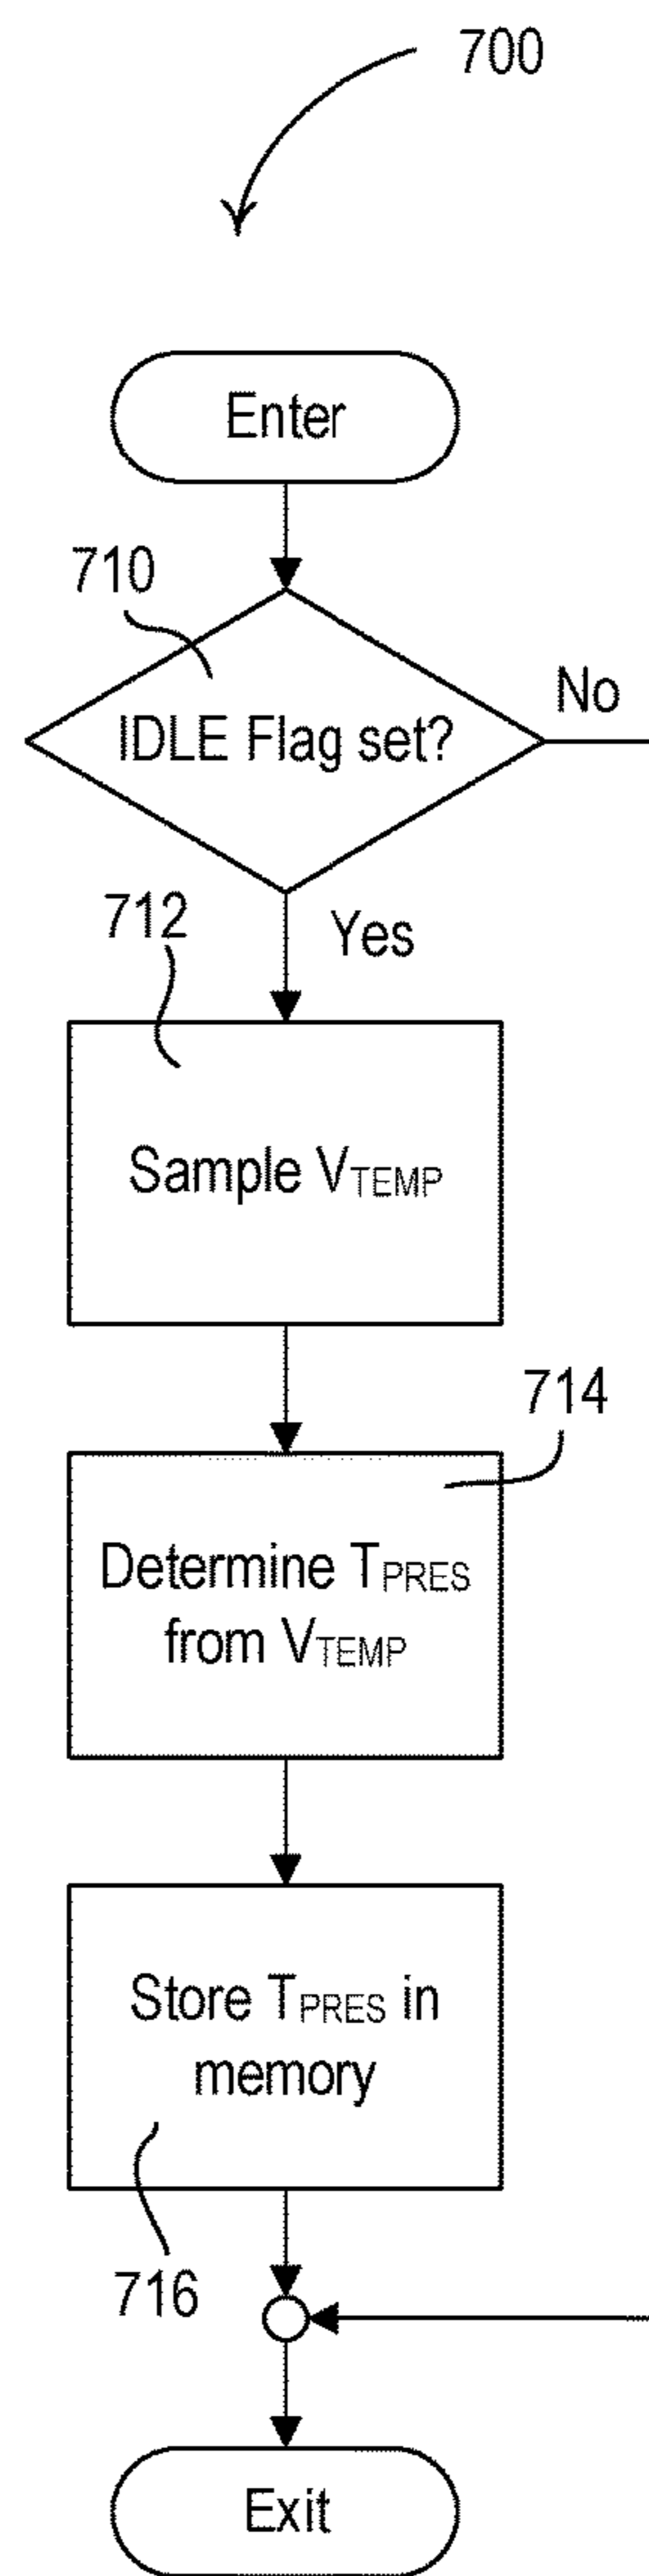 700
Enter
710
IDLE Flag set?
No
712
Yes
Sample VTEMP
714
Determine TPRES
from VTEMP
Store TPRES in
memory
716
Exit